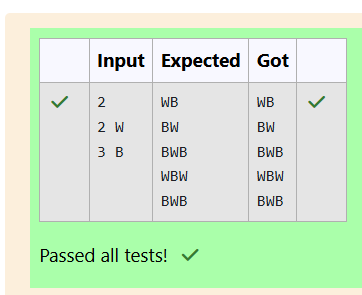 Input Expected Got
2 WB WB
2 W BW BW
3 B BWB BWB
WBW WBW
BWB BWB
Passed all tests!